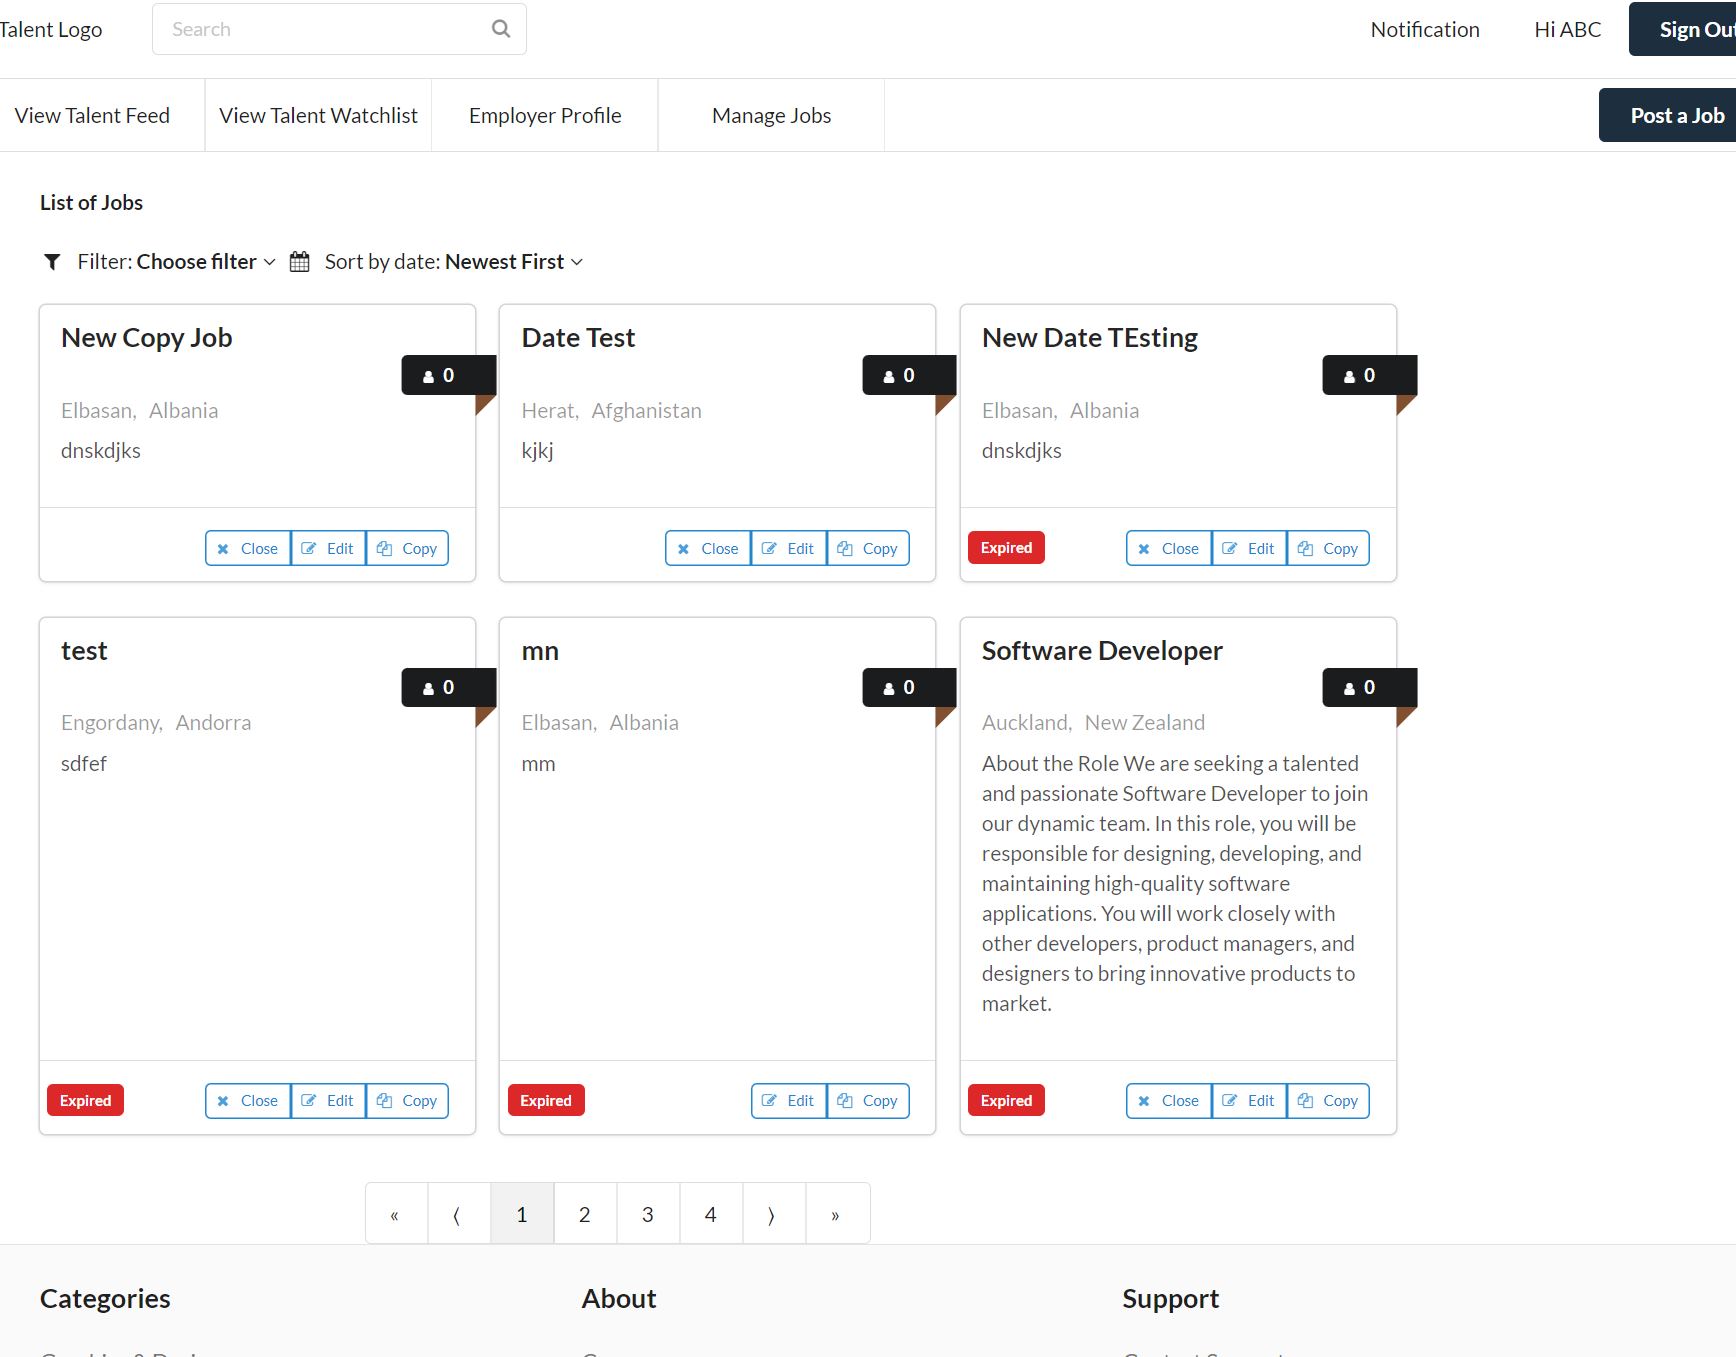 Talent Logo
Search
Notification
Hi ABC
Sign Out
View Talent Feed
View Talent Watchlist
Employer Profile
Manage Jobs
Post a Job
List of Jobs
Filter: Choose filter
Sort by date: Newest First
New Copy Job
0
Elbasan, Albania
dnskdjks
Close Edit Copy
Date Test
0
Herat, Afghanistan
kjkj
Close Edit Copy
New Date TEsting
0
Elbasan, Albania
dnskdjks
Expired
Close Edit Copy
test
0
Engordany, Andorra
sdfef
Expired
Close Edit Copy
mn
0
Elbasan, Albania
mm
Expired
Edit Copy
Software Developer
0
Auckland, New Zealand
About the Role We are seeking a talented
and passionate Software Developer to join
our dynamic team. In this role, you will be
responsible for designing, developing, and
maintaining high-quality software
applications. You will work closely with
other developers, product managers, and
designers to bring innovative products to
market.
Expired
Close Edit Copy
« ⟨ 1 2 3 4 ⟩ »
Categories
About
Support